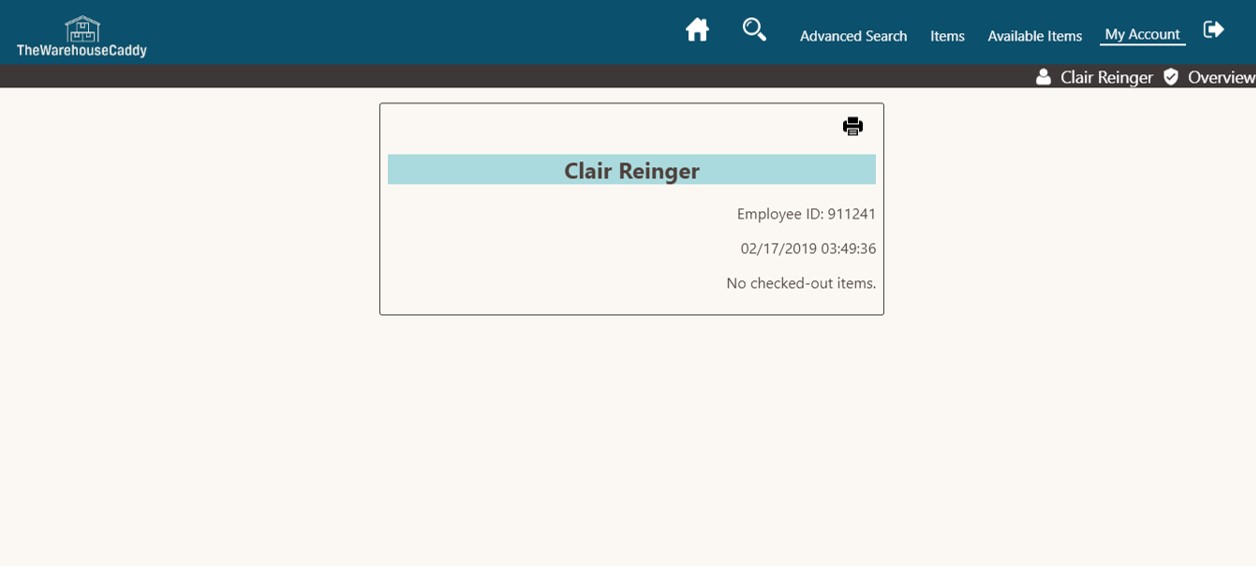 TheWarehouseCaddy
Advanced Search Items Available Items My Account
Clair Reinger Overview
Clair Reinger
Employee ID: 911241
02/17/2019 03:49:36
No checked-out items.